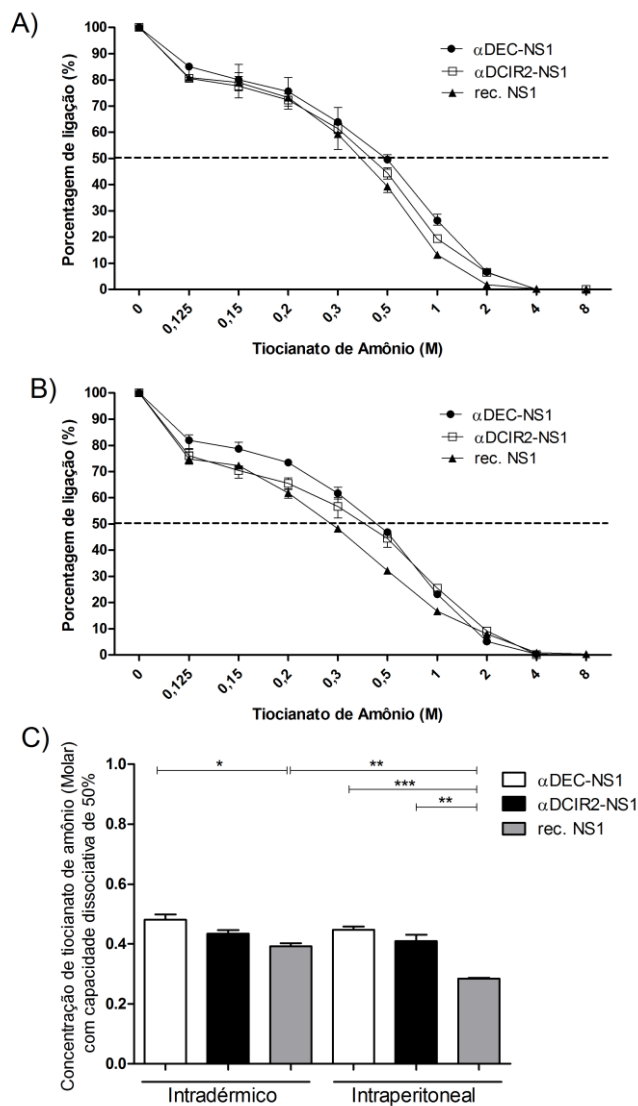 A)
αDEC-NS1
αDCIR2-NS1
rec. NS1
Porcentagem de ligação (%)
100
90
80
70
60
50
40
30
20
10
0
0 0,125 0,15 0,2 0,3 0,5 1 2 4 8
Tiocianato de Amônio (M)
B)
αDEC-NS1
αDCIR2-NS1
rec. NS1
Porcentagem de ligação (%)
100
90
80
70
60
50
40
30
20
10
0
0 0,125 0,15 0,2 0,3 0,5 1 2 4 8
Tiocianato de Amônio (M)
C)
Concentração de tiocianato de amônio (Molar)
com capacidade dissociativa de 50%
1.0
0.8
0.6
0.4
0.2
0.0
* **
***
**
αDEC-NS1
αDCIR2-NS1
rec. NS1
Intradérmico Intraperitoneal